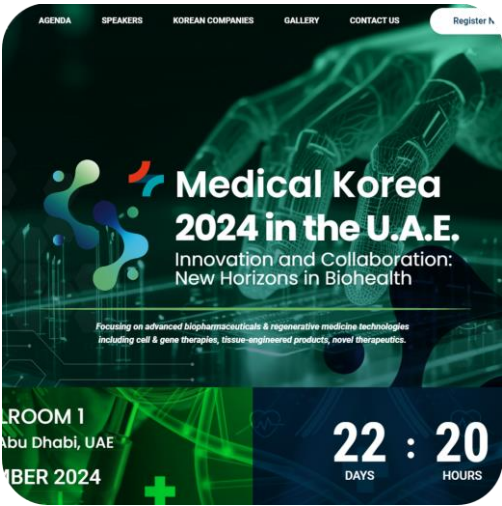 AGENDA SPEAKERS KOREAN COMPANIES GALLERY CONTACT US Register
Medical Korea
2024 in the U.A.E.
Innovation and Collaboration:
New Horizons in Biohealth
Focusing on advanced biopharmaceuticals & regenerative medicine technologies
including cell & gene therapies, tissue-engineered products, novel therapeutics.
LROOM 1
Abu Dhabi, UAE
MBER 2024
22 : 20
DAYS HOURS